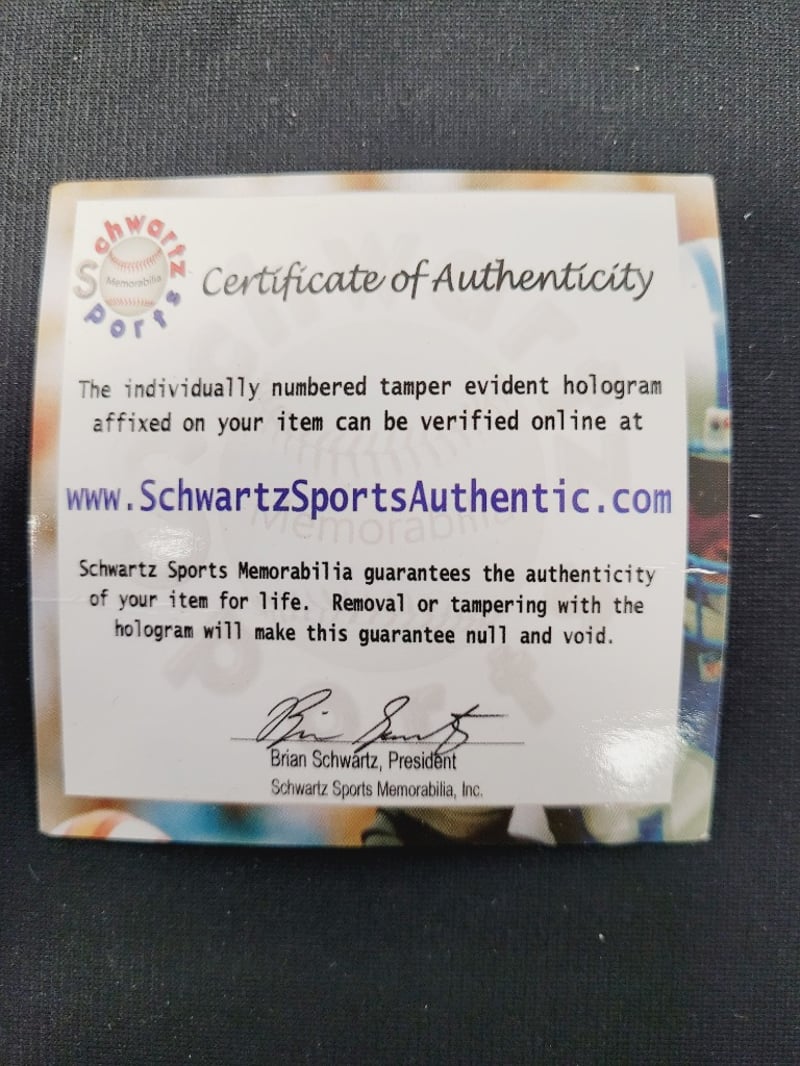 Schwartz
Sports
Memorabilia
Certificate of Authenticity
The individually numbered tamper evident hologram
affixed on your item can be verified online at
www.SchwartzSportsAuthentic.com
Schwartz Sports Memorabilia guarantees the authenticity
of your item for life. Removal or tampering with the
hologram will make this guarantee null and void.
Brian Schwartz, President
Schwartz Sports Memorabilia, Inc.